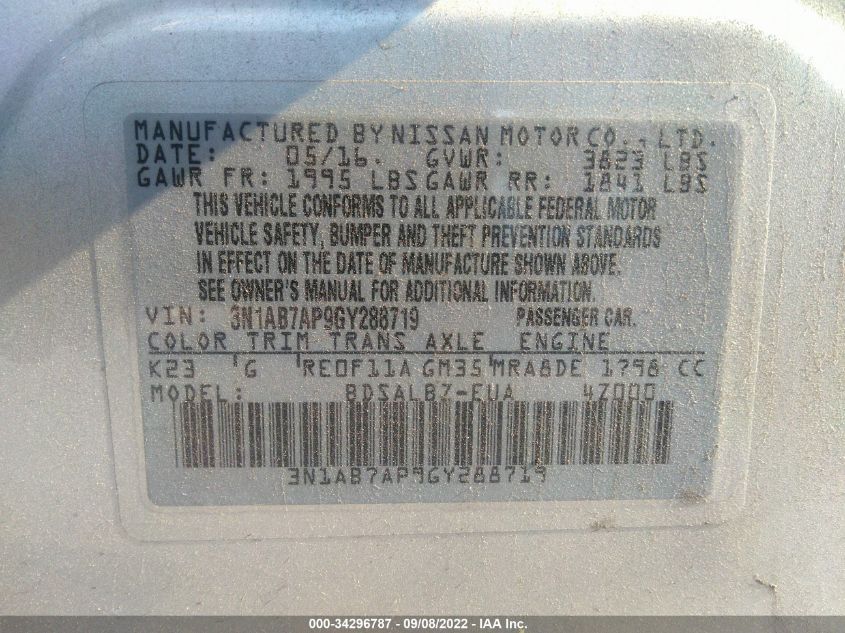 MANUFACTURED BY NISSAN MOTOR CO., LTD.
DATE: 05/16. GVWR: 3623 LBS
GAWR FR: 1995 LBS GAWR RR: 1841 LBS
THIS VEHICLE CONFORMS TO ALL APPLICABLE FEDERAL MOTOR
VEHICLE SAFETY, BUMPER AND THEFT PREVENTION STANDARDS
IN EFFECT ON THE DATE OF MANUFACTURE SHOWN ABOVE.
SEE OWNER'S MANUAL FOR ADDITIONAL INFORMATION.
VIN: 3N1AB7AP9GY288719 PASSENGER CAR.
COLOR TRIM TRANS AXLE ENGINE
K23 G RE0F11A GM35 MRA8DE 1798 CC
MODEL: BDSALB7-EUA 4Z000
3N1AB7AP9GY288719
000-34296787 - 09/08/2022 - IAA Inc.